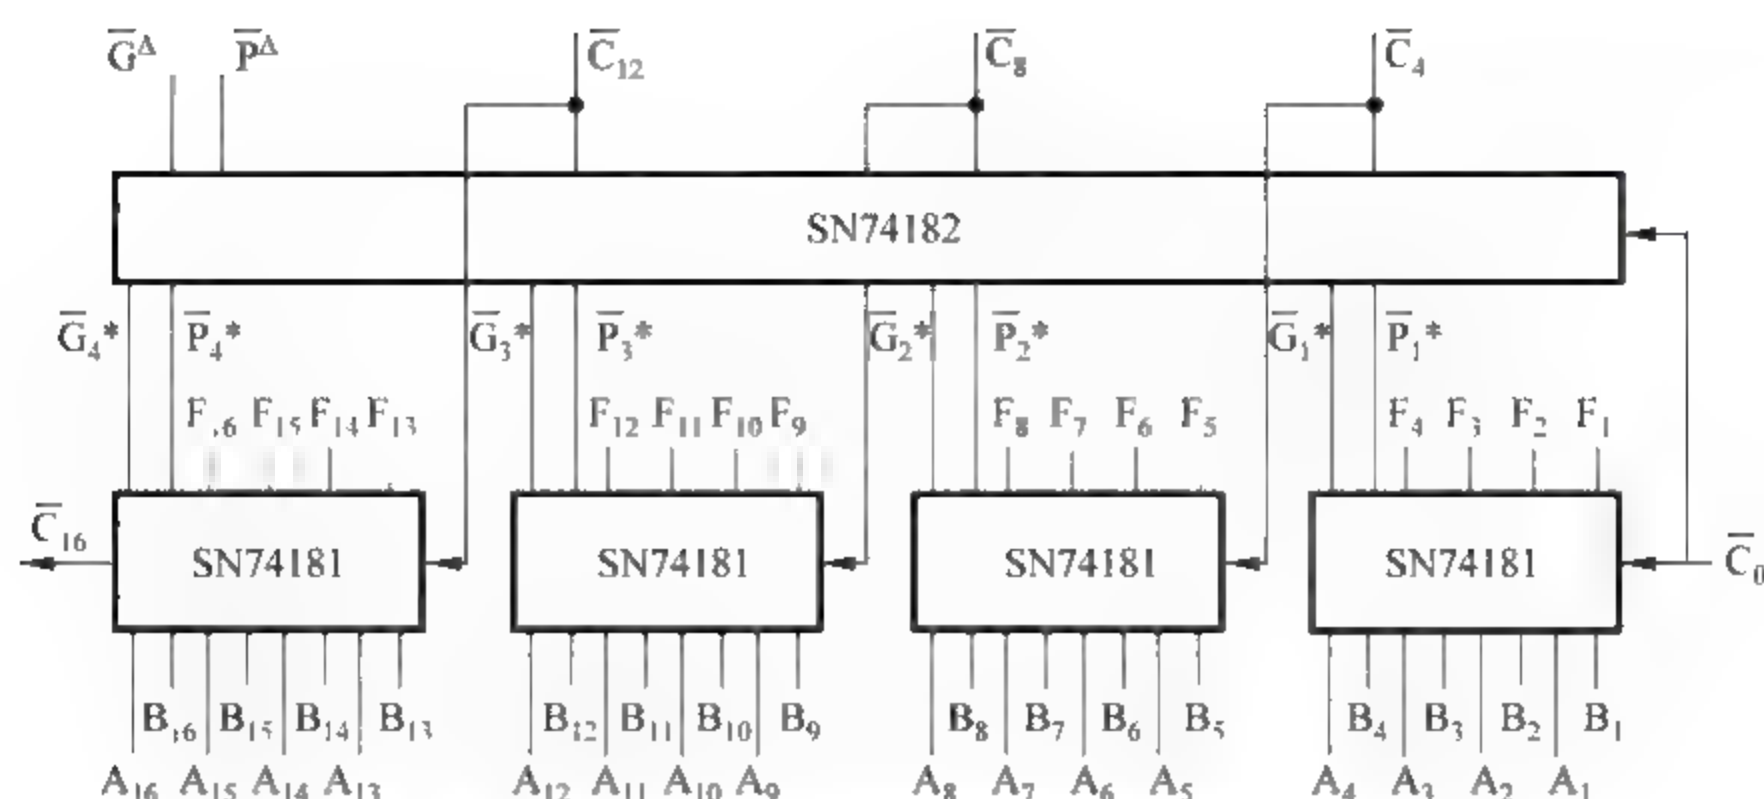 G̅^Δ P̅^Δ C̅₁₂ C̅₈ C̅₄
SN74182
G̅₄* P̅₄* G̅₃* P̅₃* G̅₂* P̅₂* G̅₁* P̅₁*
F₁₆ F₁₅ F₁₄ F₁₃ F₁₂ F₁₁ F₁₀ F₉ F₈ F₇ F₆ F₅ F₄ F₃ F₂ F₁
C̅₁₆ SN74181 SN74181 SN74181 SN74181 C̅₀
B₁₆ B₁₅ B₁₄ B₁₃ B₁₂ B₁₁ B₁₀ B₉ B₈ B₇ B₆ B₅ B₄ B₃ B₂ B₁
A₁₆ A₁₅ A₁₄ A₁₃ A₁₂ A₁₁ A₁₀ A₉ A₈ A₇ A₆ A₅ A₄ A₃ A₂ A₁